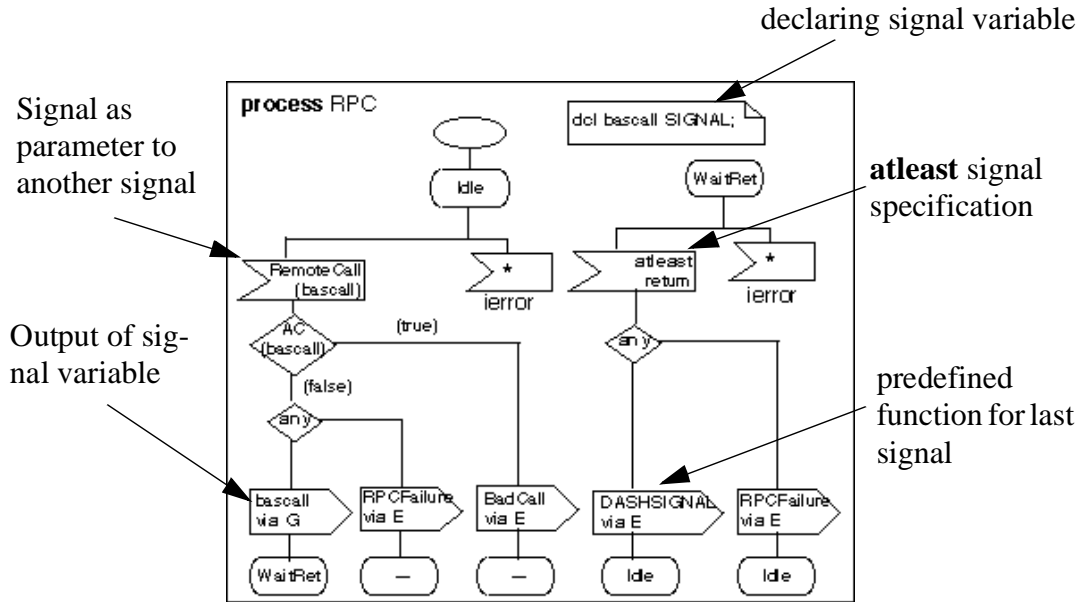 declaring signal variable
process RPC
dcl bascall SIGNAL;
Signal as
parameter to
another signal
Idle
WaitRet
atleast signal
specification
RemoteCall
(bascall)
*
ierror
atleast
return
*
ierror
Output of sig-
nal variable
AC
(bascall)
(true)
(false)
any
any
predefined
function for last
signal
bascall
via G
RPCFailure
via E
BadCall
via E
DASHSIGNAL
via E
RPCFailure
via E
WaitRet
—
—
Idle
Idle